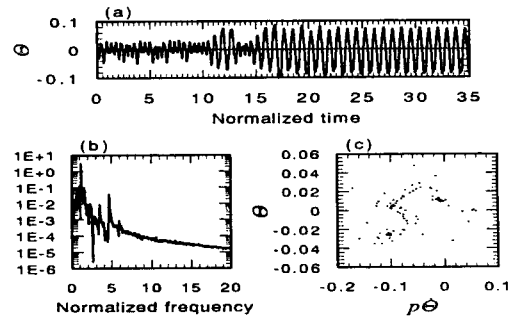 (a)
0.1
0
-0.1
Θ
0 5 10 15 20 25 30 35
Normalized time
(b)
1E+1
1E+0
1E-1
1E-2
1E-3
1E-4
1E-5
1E-6
0 5 10 15 20
Normalized frequency
(c)
0.06
0.04
0.02
0
-0.02
-0.04
-0.06
Θ
-0.2 -0.1 0 0.1
pΘ̇